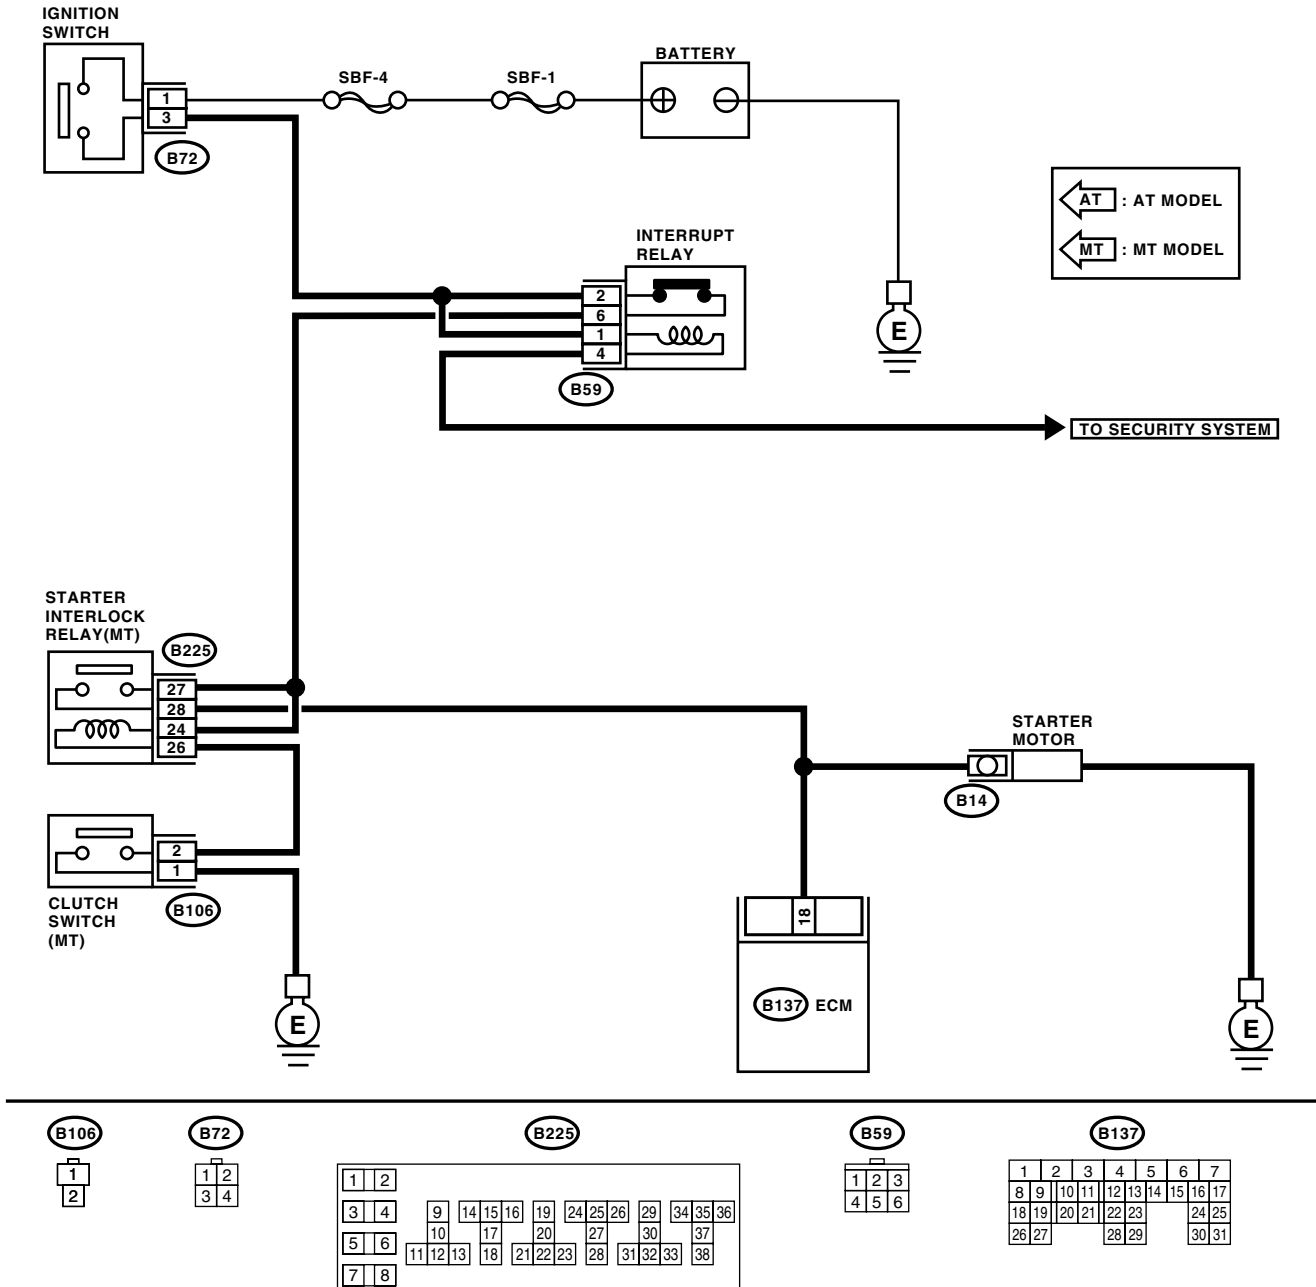 IGNITION
SWITCH
1
3
B72
SBF-4
SBF-1
BATTERY
AT : AT MODEL
MT : MT MODEL
INTERRUPT
RELAY
2
6
1
4
B59
E
TO SECURITY SYSTEM
STARTER
INTERLOCK
RELAY(MT)
B225
27
28
24
26
STARTER
MOTOR
B14
2
1
CLUTCH
SWITCH
(MT)
B106
18
B137 ECM
E
E
B106
1
2
B72
1 2
3 4
B225
1 2
3 4 9 14 15 16 19 24 25 26 29 34 35 36
10 17 20 27 30 37
5 6 11 12 13 18 21 22 23 28 31 32 33 38
7 8
B59
1 2 3
4 5 6
B137
1 2 3 4 5 6 7
8 9 10 11 12 13 14 15 16 17
18 19 20 21 22 23 24 25
26 27 28 29 30 31